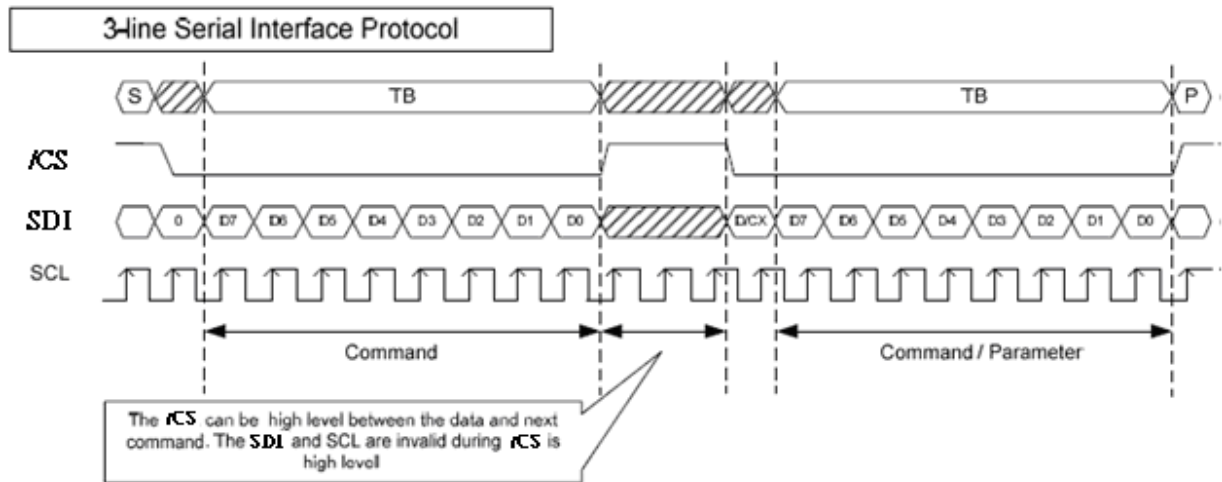 3-line Serial Interface Protocol
S TB TB P
/CS
SDI 0 D7 D6 D5 D4 D3 D2 D1 D0 D/CX D7 D6 D5 D4 D3 D2 D1 D0
SCL
Command Command / Parameter
The /CS can be high level between the data and next
command. The SDI and SCL are invalid during /CS is
high level